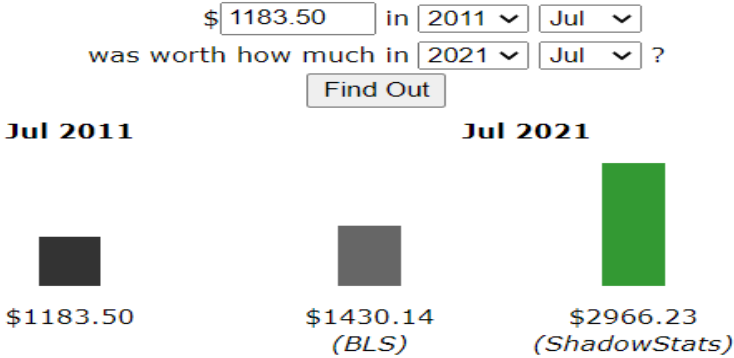 $ 1183.50 in 2011 Jul
was worth how much in 2021 Jul ?
Find Out
Jul 2011 Jul 2021
$1183.50 $1430.14 $2966.23
(BLS) (ShadowStats)